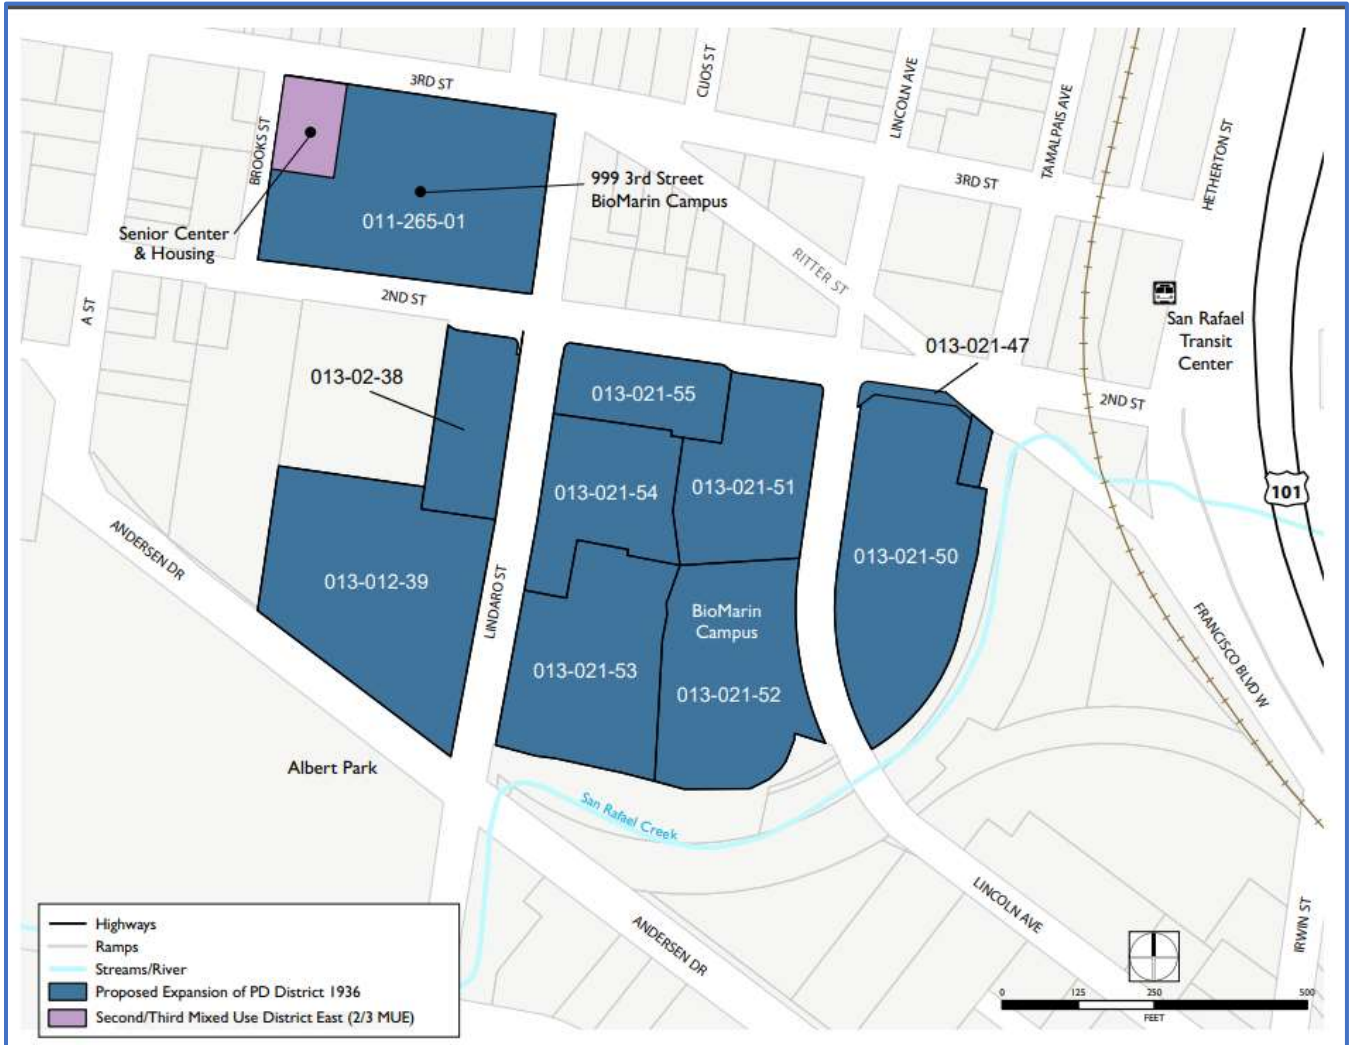 3RD ST
CIJOS ST
LINCOLN AVE
TAMALPAIS AVE
HETHERTON ST
BROOKS ST
999 3rd Street
BioMarin Campus
3RD ST
011-265-01
Senior Center
& Housing
RITTER ST
2ND ST
A ST
San Rafael
Transit
Center
013-021-47
013-02-38
013-021-55
2ND ST
013-021-54
013-021-51
101
ANDERSEN DR
013-012-39
LINDARO ST
013-021-50
BioMarin
Campus
FRANCISCO BLVD W
013-021-53
013-021-52
Albert Park
San Rafael Creek
LINCOLN AVE
ANDERSEN DR
IRWIN ST
Highways
Ramps
Streams/River
Proposed Expansion of PD District 1936
Second/Third Mixed Use District East (2/3 MUE)
0 125 250 500
FEET